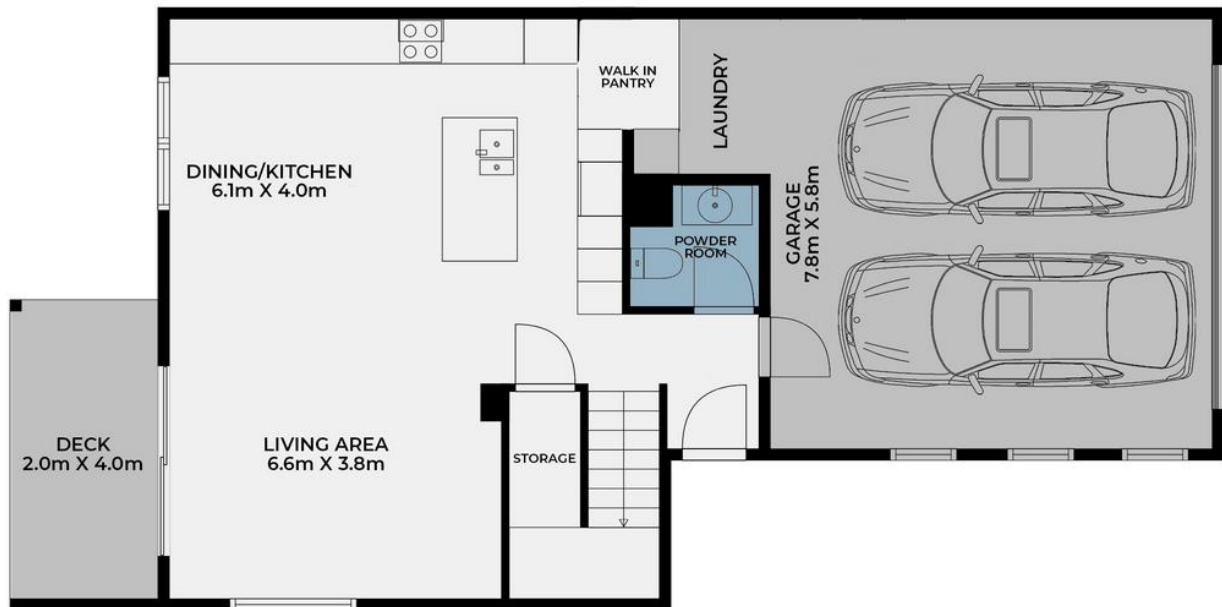 WALK IN
PANTRY
LAUNDRY
DINING/KITCHEN
6.1m X 4.0m
POWDER
ROOM
GARAGE
7.8m X 5.8m
DECK
2.0m X 4.0m
LIVING AREA
6.6m X 3.8m
STORAGE